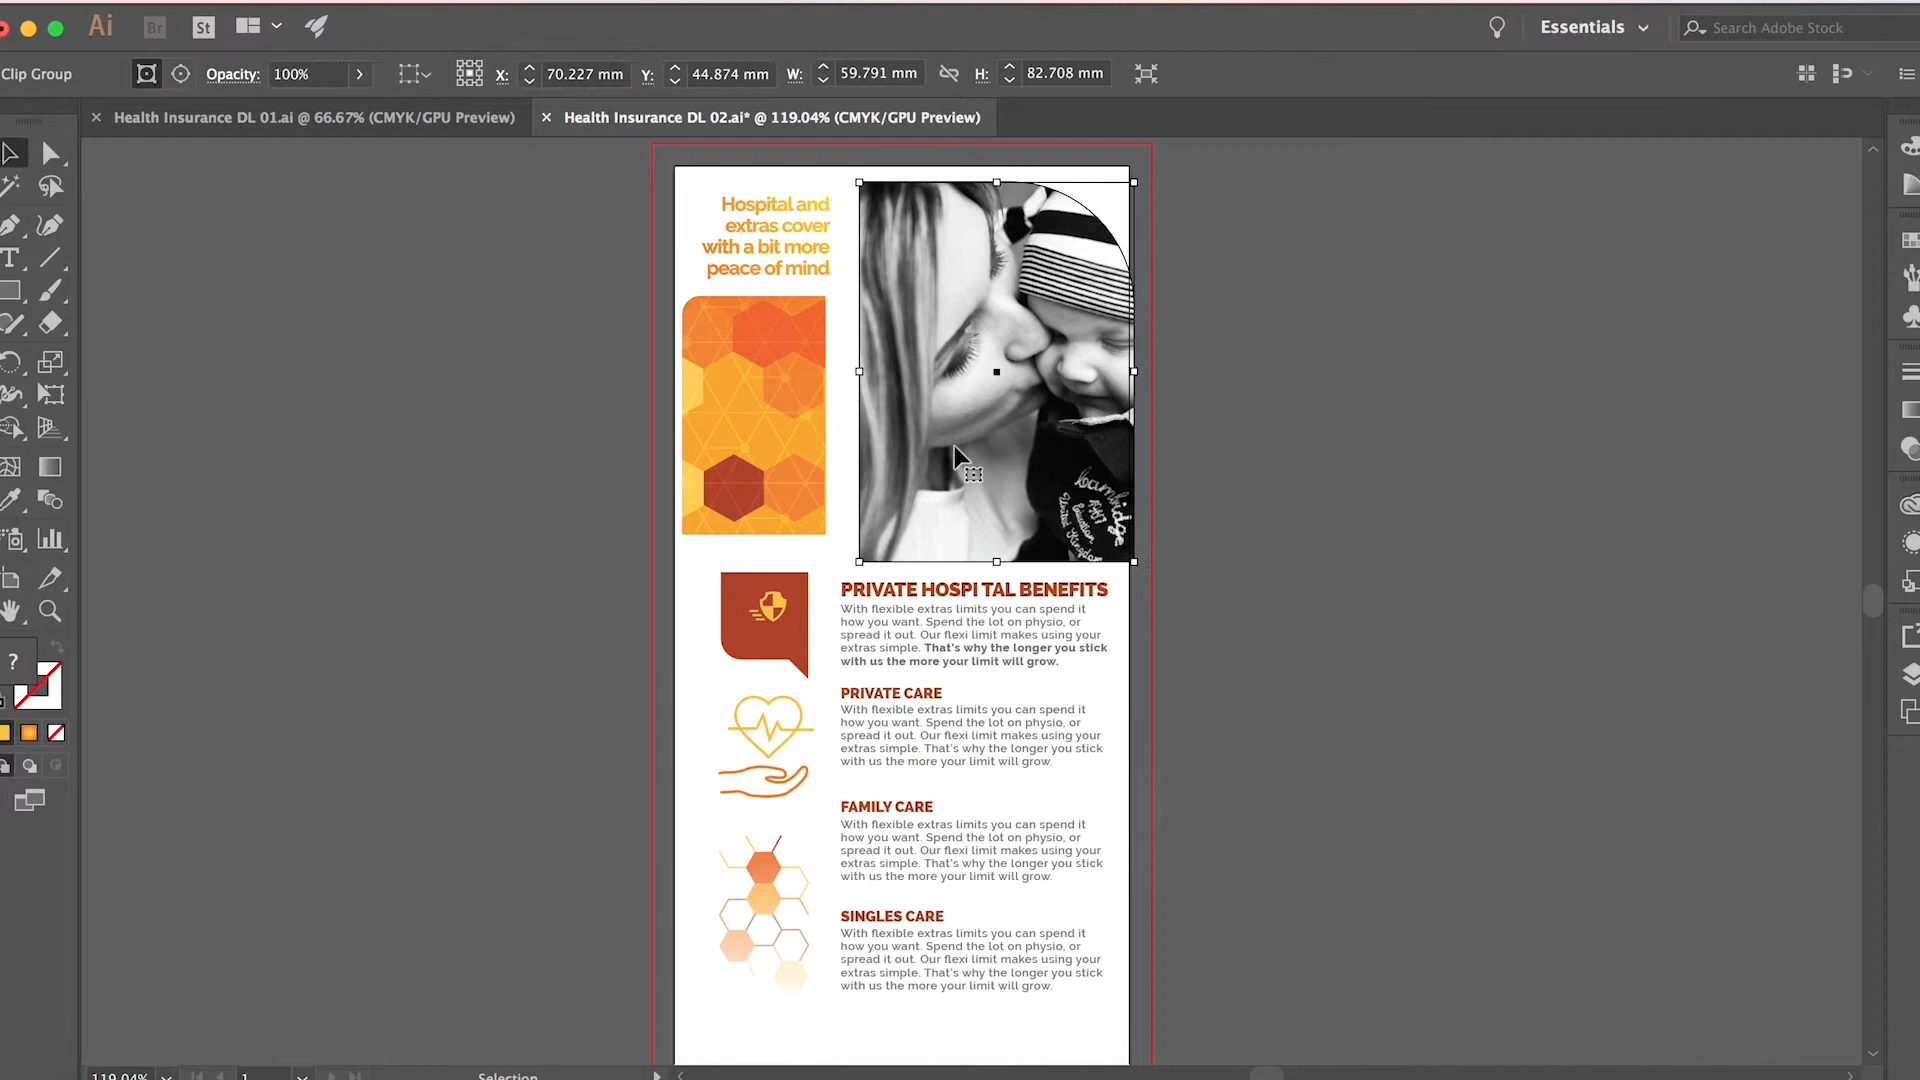 Ai
Br
St
Essentials
Search Adobe Stock
Clip Group
Opacity:
100%
X:
70.227 mm
Y:
44.874 mm
W:
59.791 mm
H:
82.708 mm
Health Insurance DL 01.ai @ 66.67% (CMYK/GPU Preview)
Health Insurance DL 02.ai* @ 119.04% (CMYK/GPU Preview)
Hospital and
extras cover
with a bit more
peace of mind
PRIVATE HOSPI TAL BENEFITS
With flexible extras limits you can spend it
how you want. Spend the lot on physio, or
spread it out. Our flexi limit makes using your
extras simple. That's why the longer you stick
with us the more your limit will grow.
PRIVATE CARE
With flexible extras limits you can spend it
how you want. Spend the lot on physio, or
spread it out. Our flexi limit makes using your
extras simple. That's why the longer you stick
with us the more your limit will grow.
FAMILY CARE
With flexible extras limits you can spend it
how you want. Spend the lot on physio, or
spread it out. Our flexi limit makes using your
extras simple. That's why the longer you stick
with us the more your limit will grow.
SINGLES CARE
With flexible extras limits you can spend it
how you want. Spend the lot on physio, or
spread it out. Our flexi limit makes using your
extras simple. That's why the longer you stick
with us the more your limit will grow.
?
119.04%
1
Selection